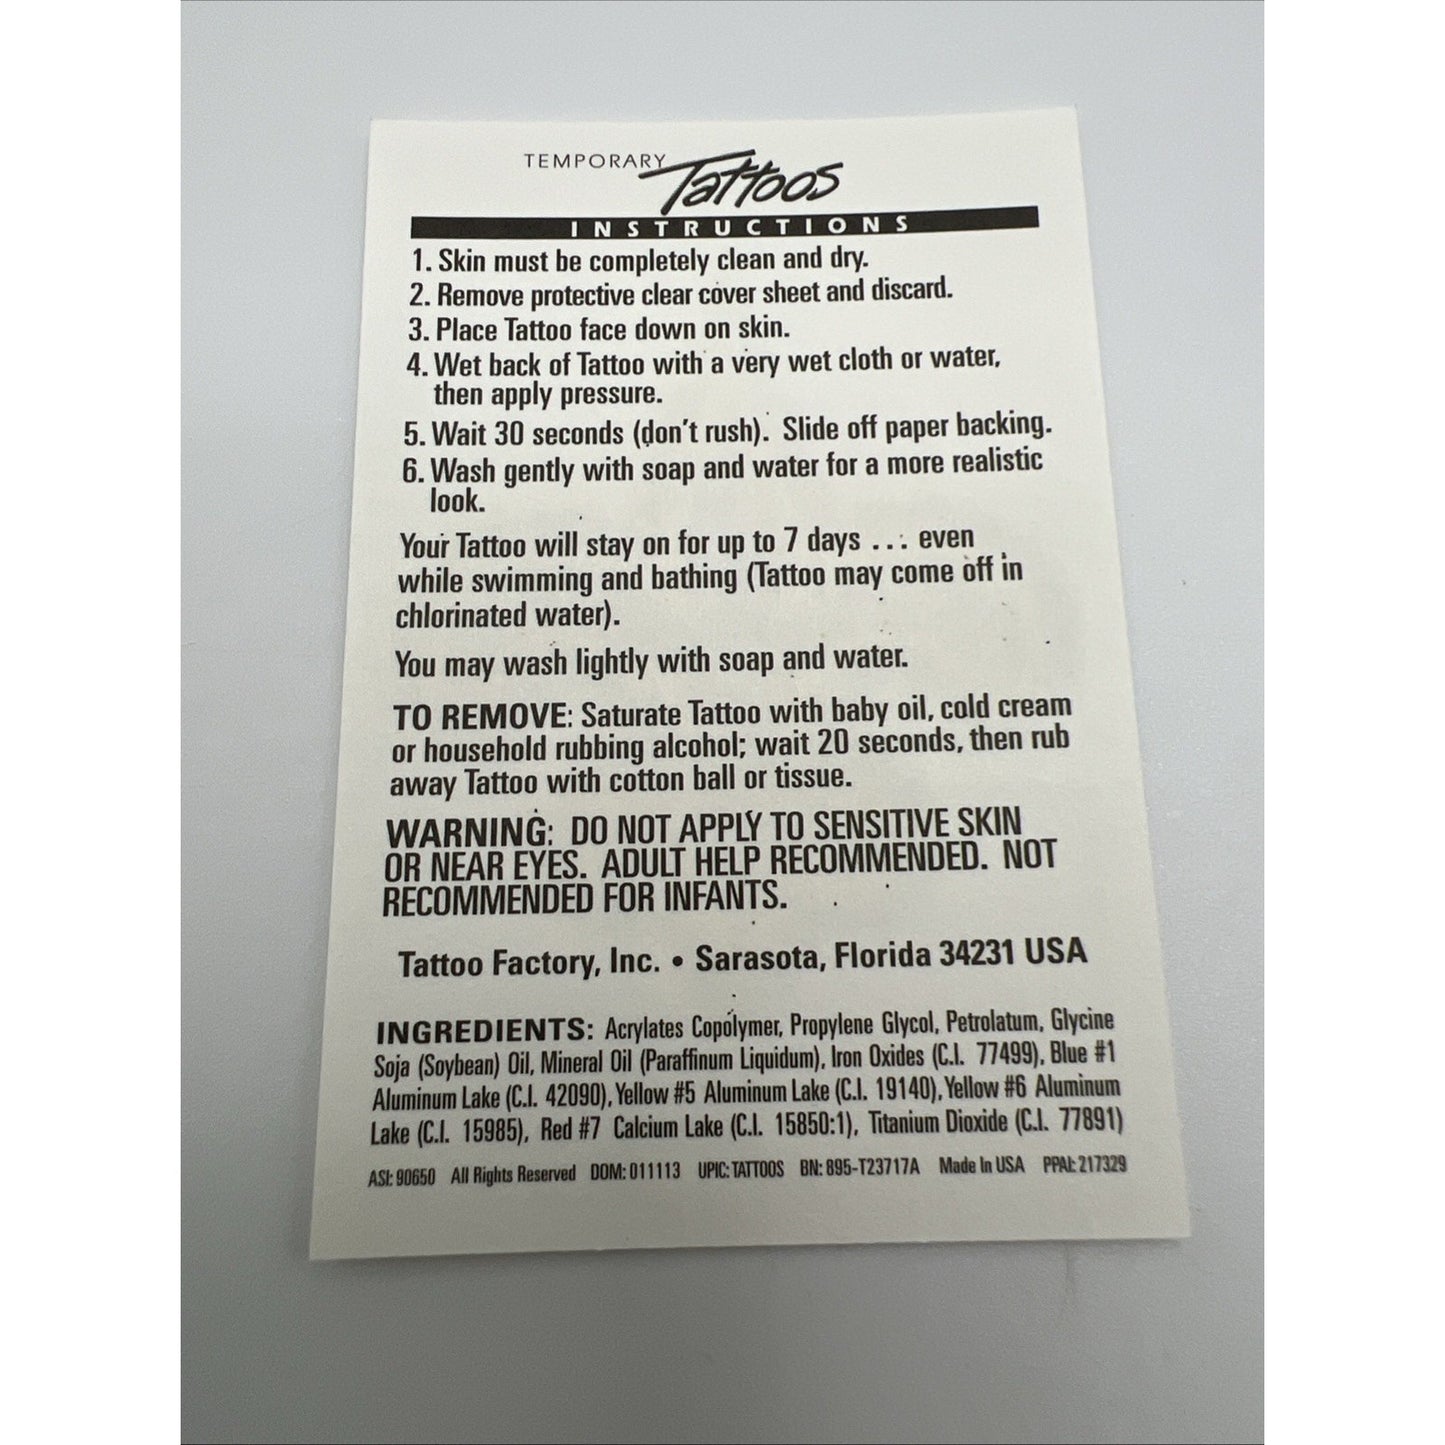 TEMPORARY Tattoos
INSTRUCTIONS
1. Skin must be completely clean and dry.
2. Remove protective clear cover sheet and discard.
3. Place Tattoo face down on skin.
4. Wet back of Tattoo with a very wet cloth or water,
then apply pressure.
5. Wait 30 seconds (don't rush). Slide off paper backing.
6. Wash gently with soap and water for a more realistic
look.
Your Tattoo will stay on for up to 7 days ... even
while swimming and bathing (Tattoo may come off in
chlorinated water).
You may wash lightly with soap and water.
TO REMOVE: Saturate Tattoo with baby oil, cold cream
or household rubbing alcohol; wait 20 seconds, then rub
away Tattoo with cotton ball or tissue.
WARNING: DO NOT APPLY TO SENSITIVE SKIN
OR NEAR EYES. ADULT HELP RECOMMENDED. NOT
RECOMMENDED FOR INFANTS.
Tattoo Factory, Inc. • Sarasota, Florida 34231 USA
INGREDIENTS: Acrylates Copolymer, Propylene Glycol, Petrolatum, Glycine
Soja (Soybean) Oil, Mineral Oil (Paraffinum Liquidum), Iron Oxides (C.I. 77499), Blue #1
Aluminum Lake (C.I. 42090), Yellow #5 Aluminum Lake (C.I. 19140), Yellow #6 Aluminum
Lake (C.I. 15985), Red #7 Calcium Lake (C.I. 15850:1), Titanium Dioxide (C.I. 77891)
ASI: 90650 All Rights Reserved DOM: 011113 UPIC: TATTOOS BN: 895-T23717A Made In USA PPAI: 217329